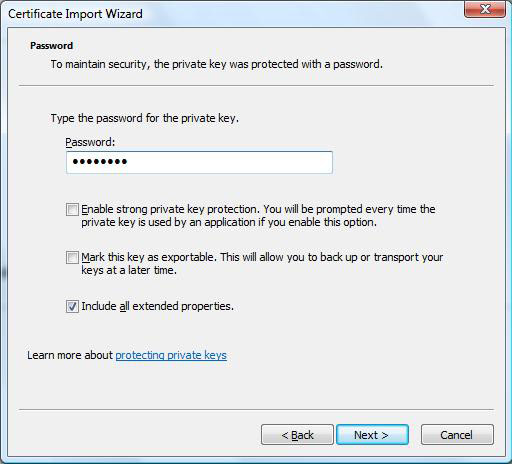 Certificate Import Wizard
Password
To maintain security, the private key was protected with a password.
Type the password for the private key.
Password:
••••••••
Enable strong private key protection. You will be prompted every time the
private key is used by an application if you enable this option.
Mark this key as exportable. This will allow you to back up or transport your
keys at a later time.
Include all extended properties.
Learn more about protecting private keys
< Back
Next >
Cancel